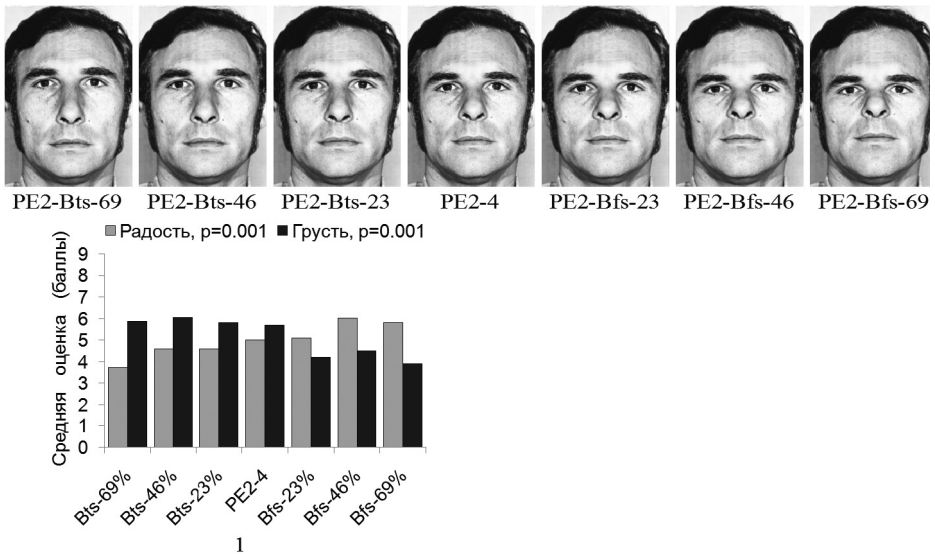 PE2-Bts-69 PE2-Bts-46 PE2-Bts-23 PE2-4 PE2-Bfs-23 PE2-Bfs-46 PE2-Bfs-69
Радость, p=0.001 Грусть, p=0.001
Средняя оценка (баллы)
9
8
7
6
5
4
3
2
1
0
Bts-69% Bts-46% Bts-23% PE2-4 Bfs-23% Bfs-46% Bfs-69%
1